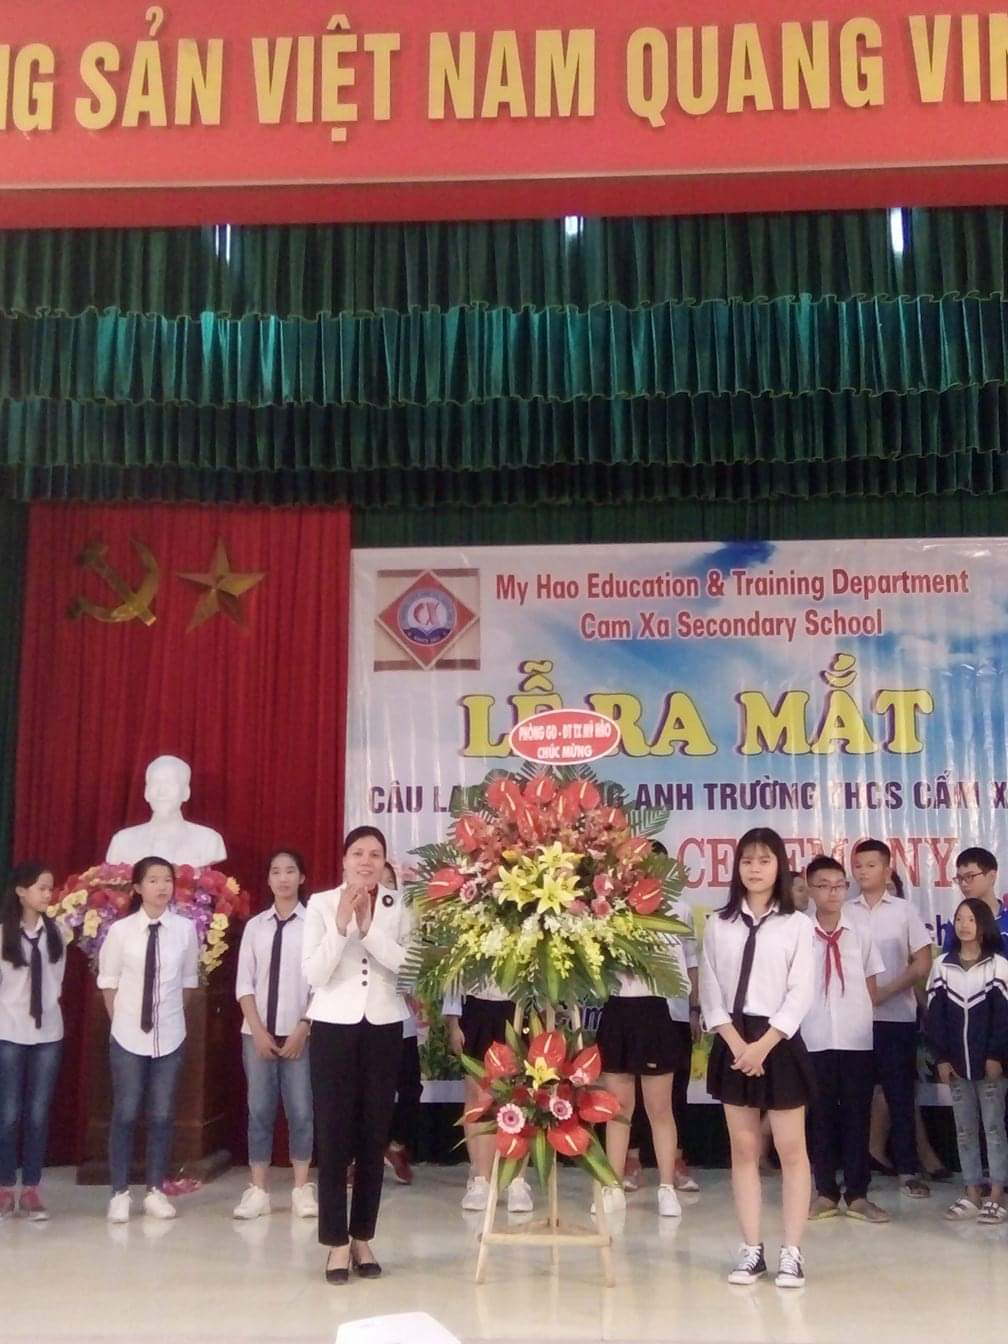 NG SẢN VIỆT NAM QUANG VIN
My Hao Education & Training Department
Cam Xa Secondary School
LỄ RA MẮT
PHÒNG GD - ĐT TX. MỸ HÀO
CHÚC MỪNG
CÂU LẠC ANH TRƯỜNG THCS CẨM X
CEREMONY
CX